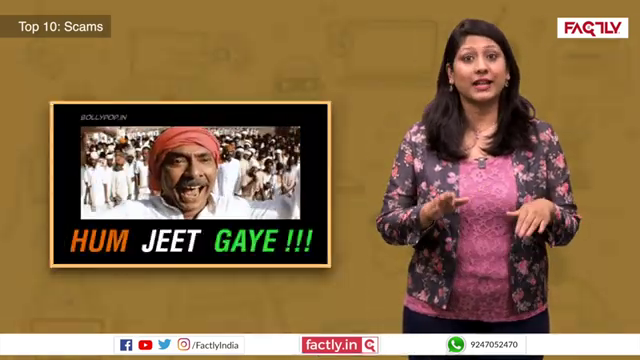 Top 10: Scams
FACTLY
BOLLYPOP.IN
HUM JEET GAYE !!!
/FactlyIndia
factly.in
9247052470